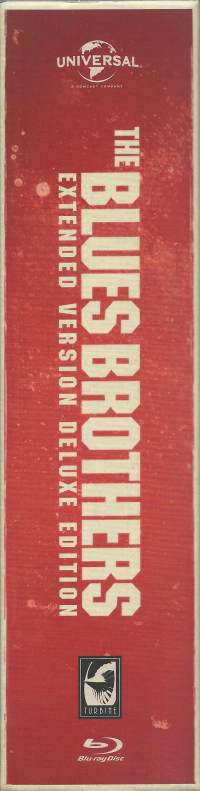 UNIVERSAL
A COMCAST COMPANY
THE
BLUES BROTHERS
EXTENDED VERSION DELUXE EDITION
TURBINE
Blu-ray Disc